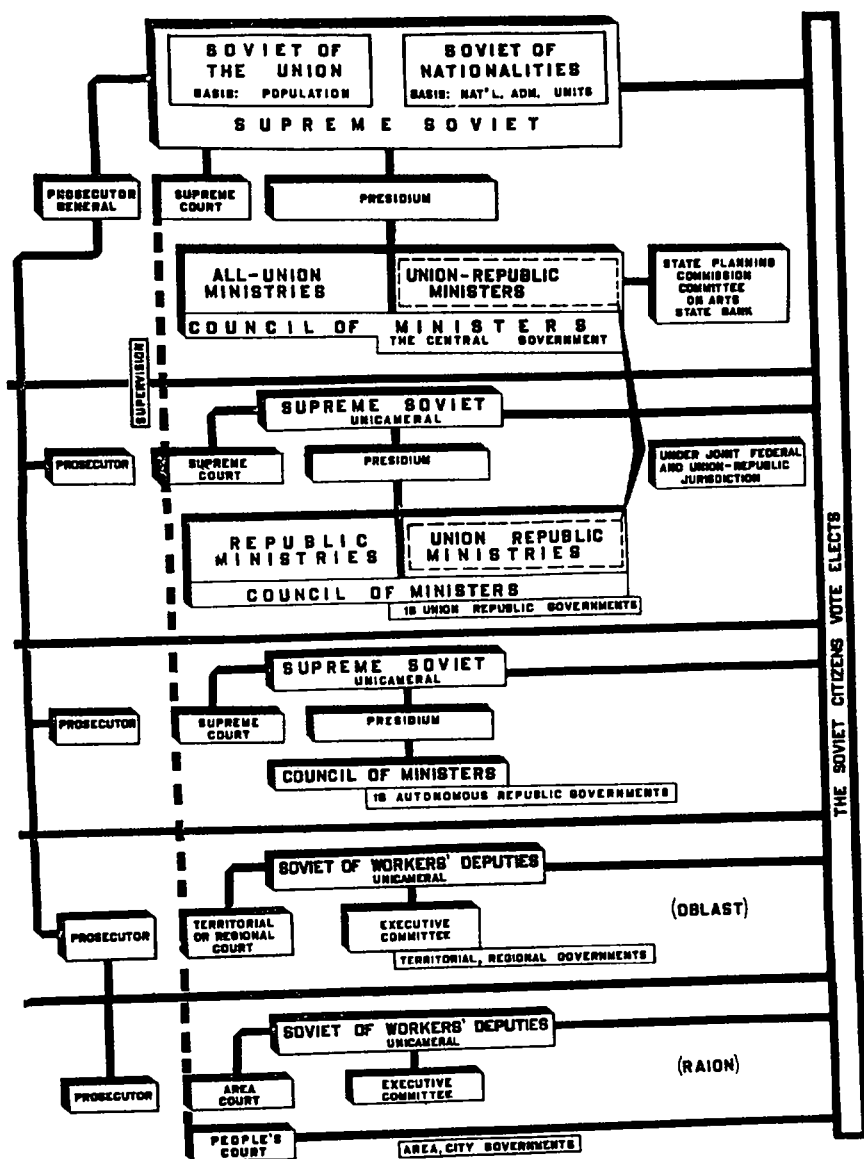 SOVIET OF
THE UNION
BASIS: POPULATION
SOVIET OF
NATIONALITIES
BASIS: NAT'L. ADM. UNITS
SUPREME SOVIET
PROSECUTOR
GENERAL
SUPREME
COURT
PRESIDIUM
ALL-UNION
MINISTRIES
UNION-REPUBLIC
MINISTERS
COUNCIL OF MINISTERS
THE CENTRAL GOVERNMENT
STATE PLANNING
COMMISSION
COMMITTEE
ON ARTS
STATE BANK
SUPERVISION
SUPREME SOVIET
UNICAMERAL
PROSECUTOR
SUPREME
COURT
PRESIDIUM
UNDER JOINT FEDERAL
AND UNION-REPUBLIC
JURISDICTION
REPUBLIC
MINISTRIES
UNION REPUBLIC
MINISTRIES
COUNCIL OF MINISTERS
UNION REPUBLIC GOVERNMENTS
SUPREME SOVIET
UNICAMERAL
PROSECUTOR
SUPREME
COURT
PRESIDIUM
COUNCIL OF MINISTERS
AUTONOMOUS REPUBLIC GOVERNMENTS
SOVIET OF WORKERS' DEPUTIES
UNICAMERAL
(OBLAST)
PROSECUTOR
TERRITORIAL
OR REGIONAL
COURT
EXECUTIVE
COMMITTEE
TERRITORIAL, REGIONAL GOVERNMENTS
SOVIET OF WORKERS' DEPUTIES
UNICAMERAL
(RAION)
PROSECUTOR
AREA
COURT
EXECUTIVE
COMMITTEE
PEOPLE'S
COURT
AREA, CITY GOVERNMENTS
THE SOVIET CITIZENS VOTE ELECTS